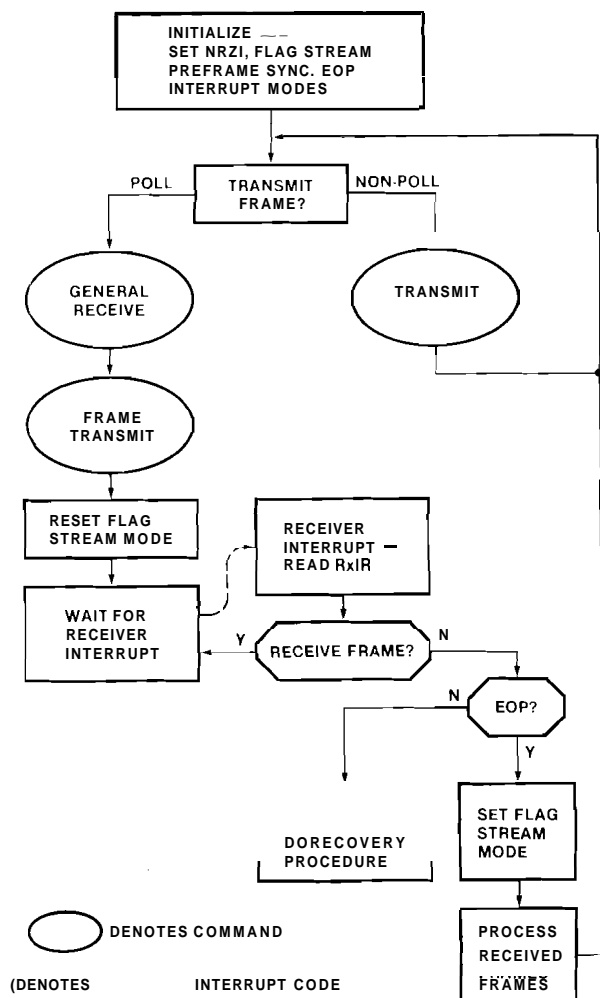 INITIALIZE
SET NRZI, FLAG STREAM
PREFRAME SYNC. EOP
INTERRUPT MODES
POLL
TRANSMIT
FRAME?
NON-POLL
GENERAL
RECEIVE
TRANSMIT
FRAME
TRANSMIT
RESET FLAG
STREAM MODE
RECEIVER
INTERRUPT –
READ RxIR
WAIT FOR
RECEIVER
INTERRUPT
Y
RECEIVE FRAME?
N
N
EOP?
Y
SET FLAG
STREAM
MODE
DORECOVERY
PROCEDURE
DENOTES COMMAND
PROCESS
RECEIVED
FRAMES
(DENOTES INTERRUPT CODE